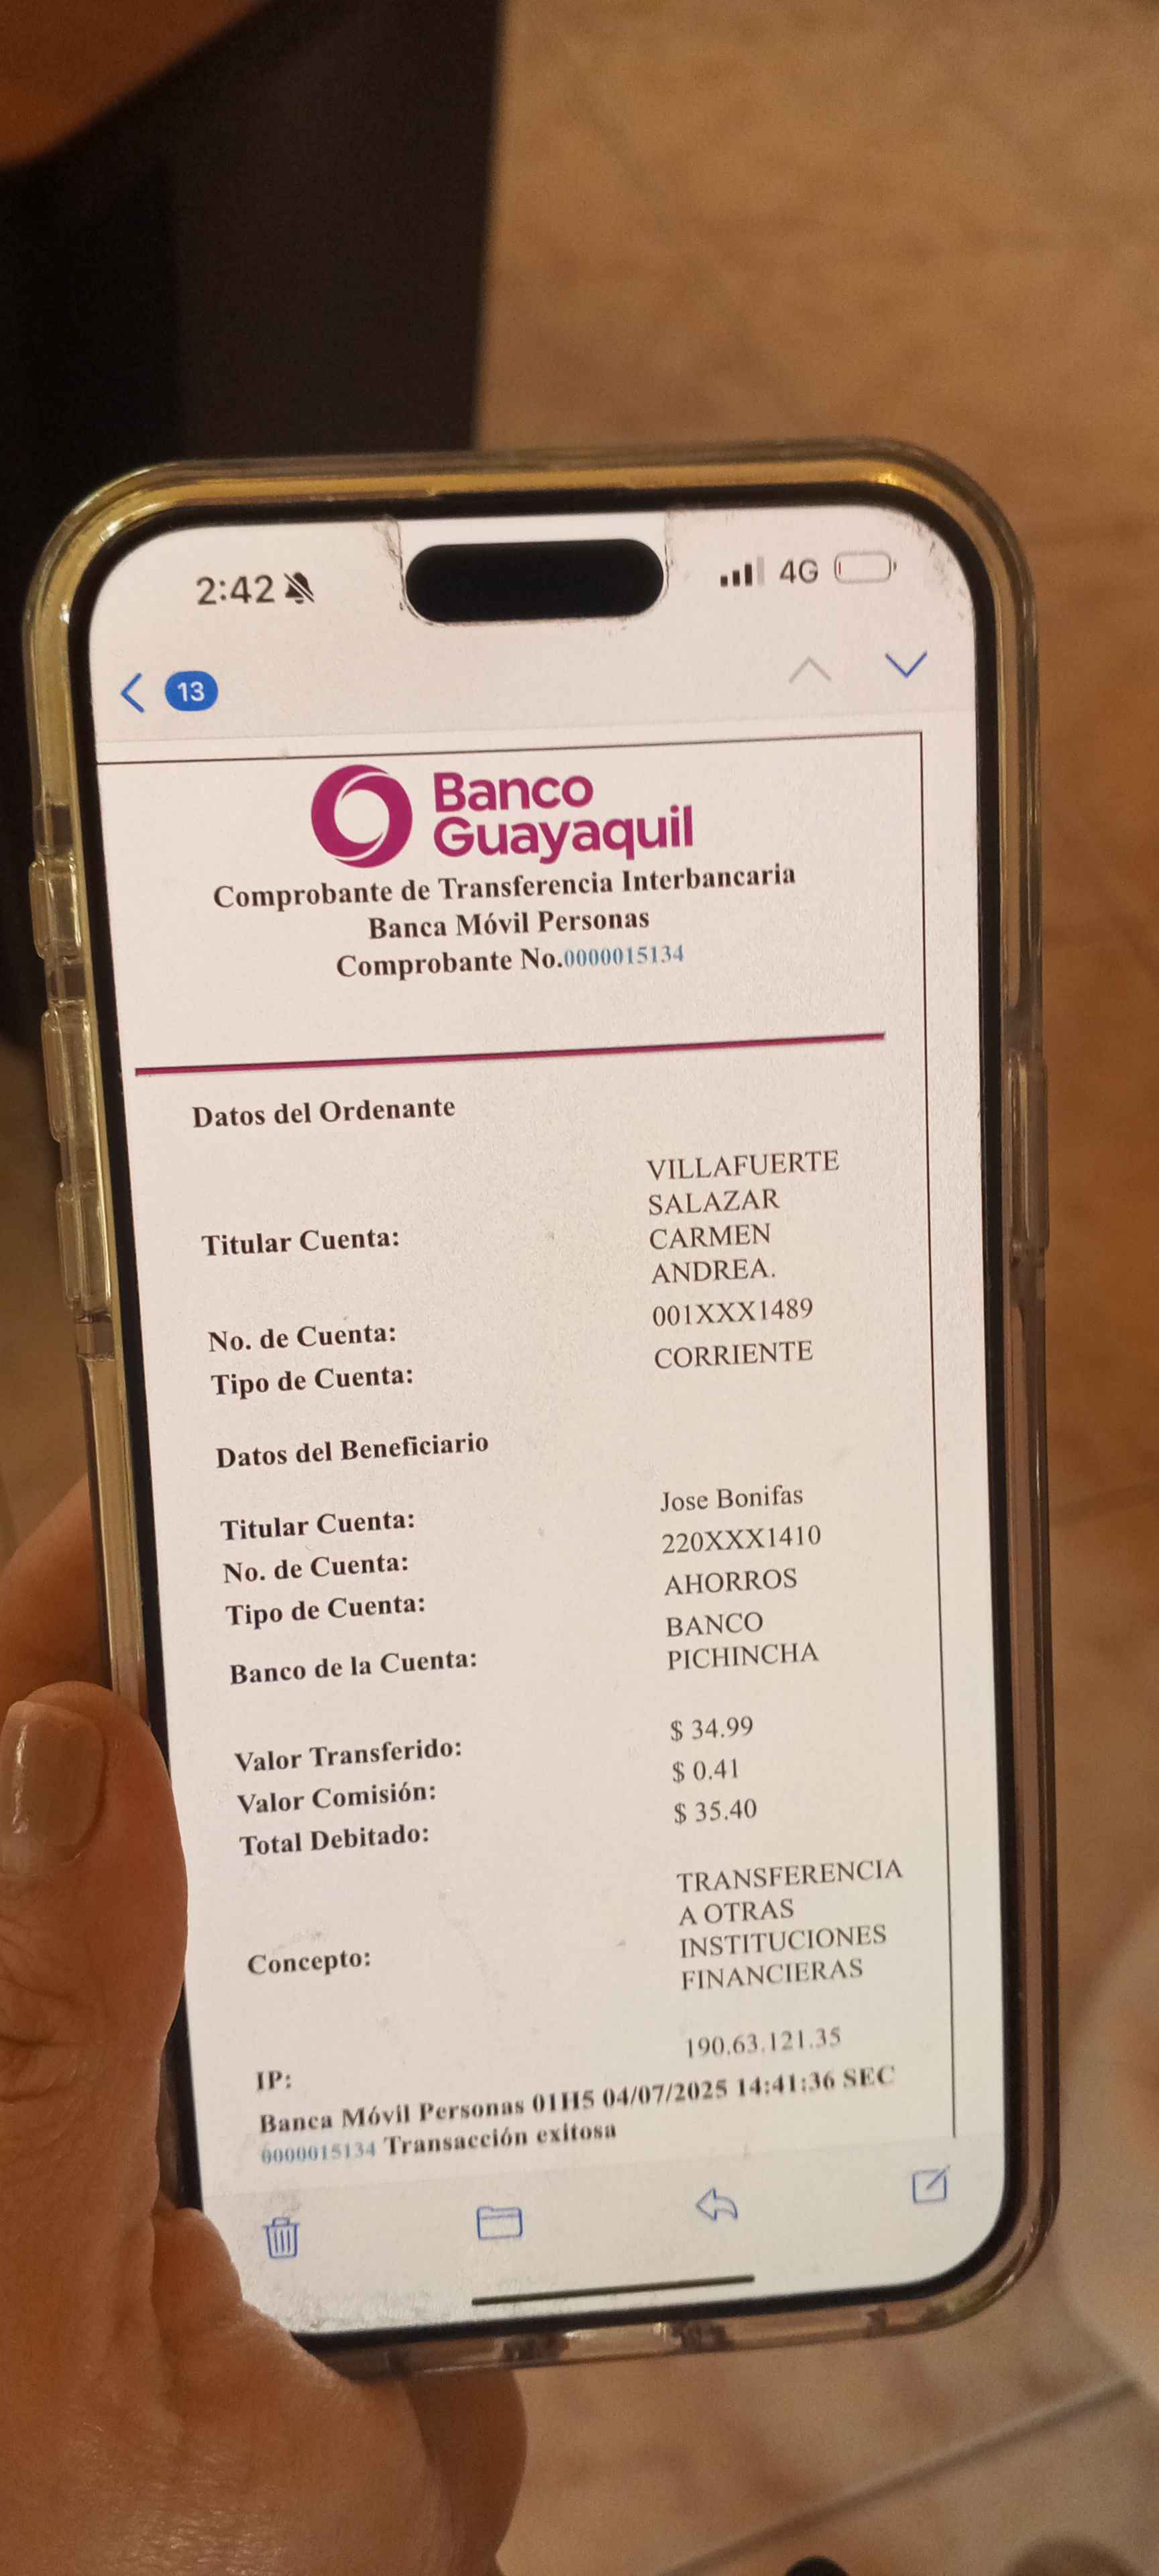 2:42
4G
13
Banco
Guayaquil
Comprobante de Transferencia Interbancaria
Banca Móvil Personas
Comprobante No.0000015134
Datos del Ordenante
Titular Cuenta: VILLAFUERTE
SALAZAR
CARMEN
ANDREA.
No. de Cuenta: 001XXX1489
Tipo de Cuenta: CORRIENTE
Datos del Beneficiario
Titular Cuenta: Jose Bonifas
No. de Cuenta: 220XXX1410
Tipo de Cuenta: AHORROS
Banco de la Cuenta: BANCO
PICHINCHA
Valor Transferido: $ 34.99
Valor Comisión: $ 0.41
Total Debitado: $ 35.40
Concepto: TRANSFERENCIA
A OTRAS
INSTITUCIONES
FINANCIERAS
IP: 190.63.121.35
Banca Móvil Personas 01H5 04/07/2025 14:41:36 SEC
0000015134 Transacción exitosa